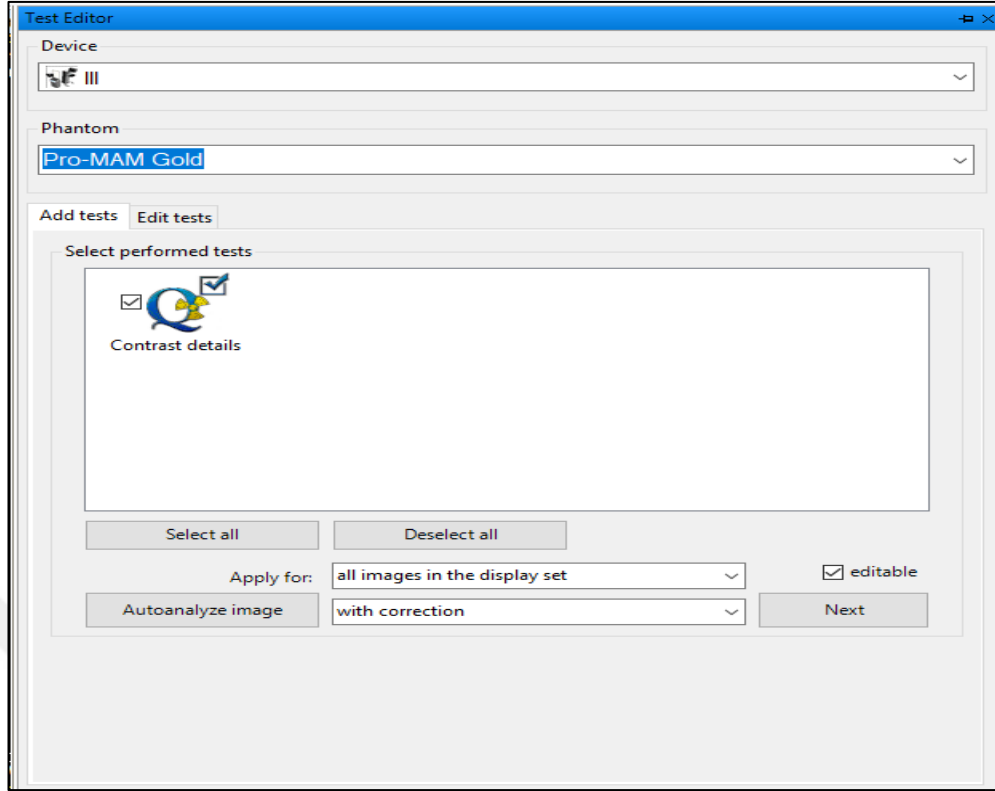 Test Editor
Device
III
Phantom
Pro-MAM Gold
Add tests Edit tests
Select performed tests
Contrast details
Select all Deselect all
Apply for: all images in the display set editable
Autoanalyze image with correction Next